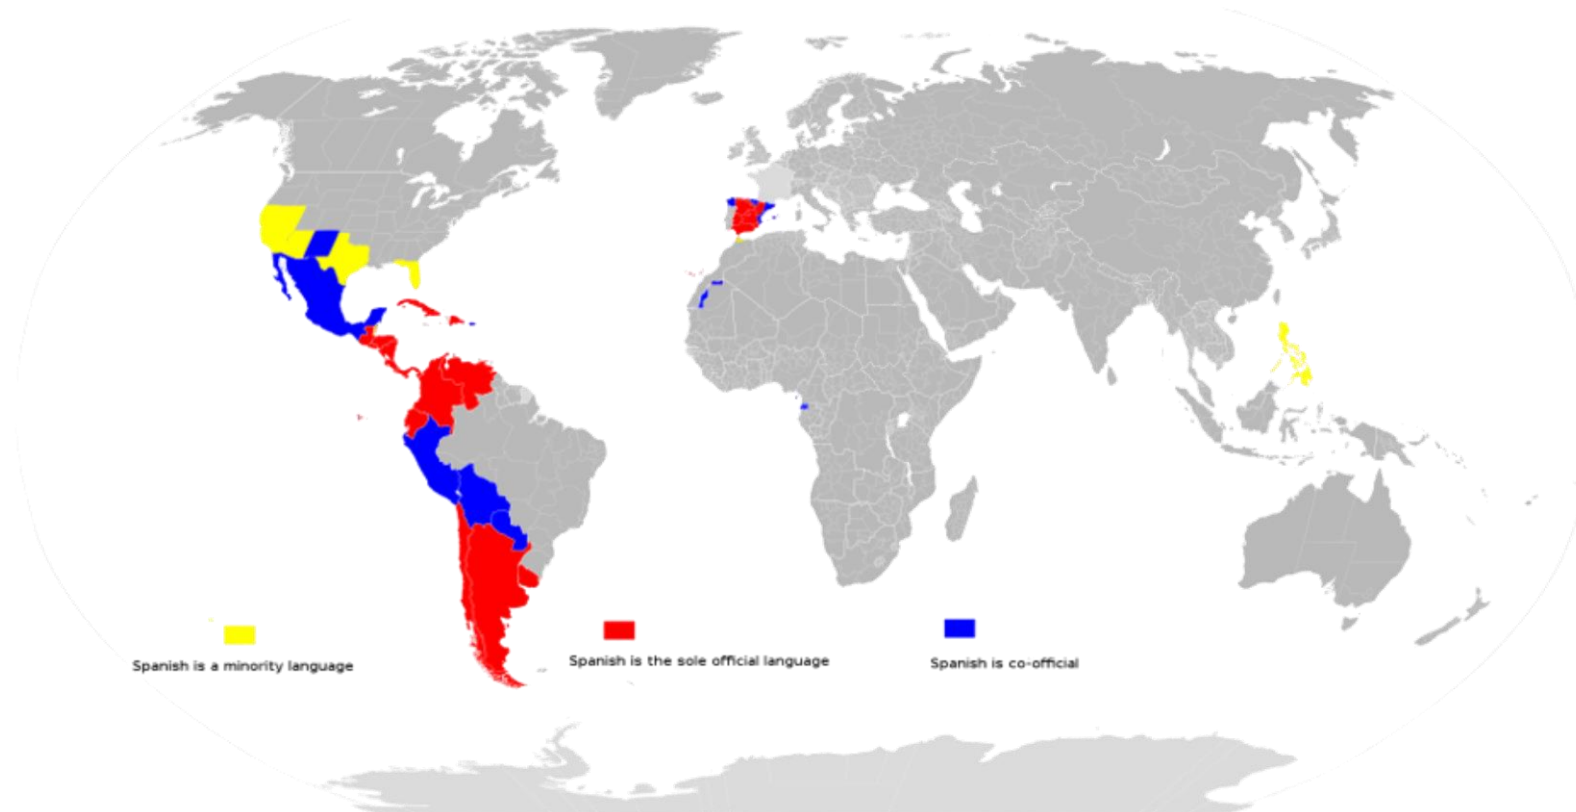 Spanish is a minority language
Spanish is the sole official language
Spanish is co-official